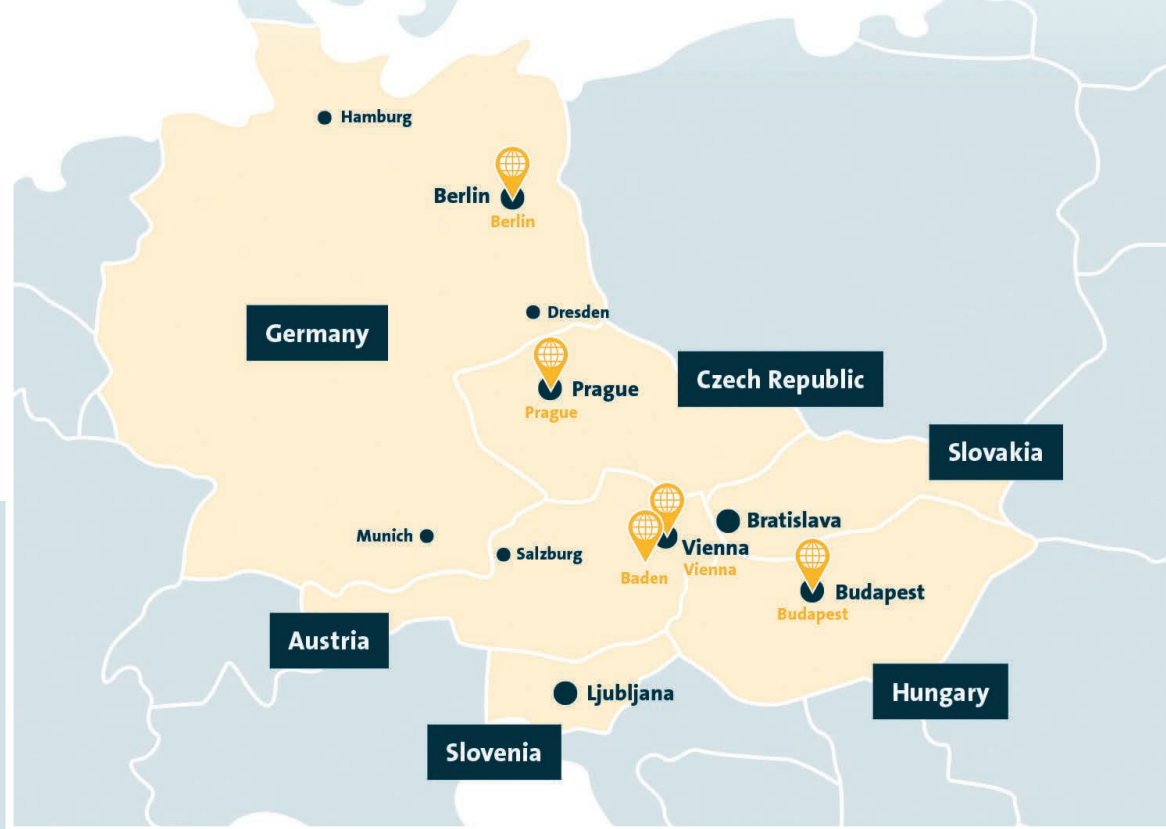 Hamburg
Berlin
Berlin
Dresden
Germany
Czech Republic
Prague
Prague
Slovakia
Bratislava
Munich
Salzburg
Vienna
Vienna
Baden
Budapest
Budapest
Austria
Ljubljana
Hungary
Slovenia